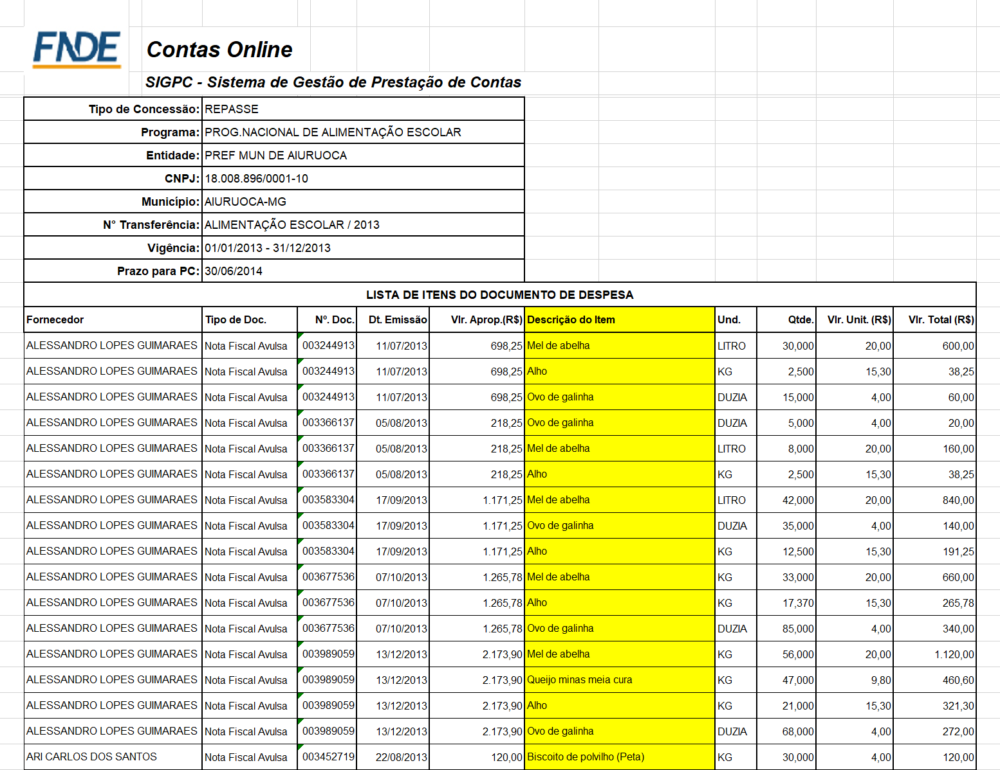 FNDE
Contas Online
SIGPC - Sistema de Gestão de Prestação de Contas
Tipo de Concessão: REPASSE
Programa: PROG.NACIONAL DE ALIMENTAÇÃO ESCOLAR
Entidade: PREF MUN DE AIURUOCA
CNPJ: 18.008.896/0001-10
Município: AIURUOCA-MG
N° Transferência: ALIMENTAÇÃO ESCOLAR / 2013
Vigência: 01/01/2013 - 31/12/2013
Prazo para PC: 30/06/2014
LISTA DE ITENS DO DOCUMENTO DE DESPESA
Fornecedor Tipo de Doc. Nº. Doc. Dt. Emissão Vlr. Aprop.(R$) Descrição do Item Und. Qtde. Vlr. Unit. (R$) Vlr. Total (R$)
ALESSANDRO LOPES GUIMARAES Nota Fiscal Avulsa 003244913 11/07/2013 698,25 Mel de abelha LITRO 30,000 20,00 600,00
ALESSANDRO LOPES GUIMARAES Nota Fiscal Avulsa 003244913 11/07/2013 698,25 Alho KG 2,500 15,30 38,25
ALESSANDRO LOPES GUIMARAES Nota Fiscal Avulsa 003244913 11/07/2013 698,25 Ovo de galinha DUZIA 15,000 4,00 60,00
ALESSANDRO LOPES GUIMARAES Nota Fiscal Avulsa 003366137 05/08/2013 218,25 Ovo de galinha DUZIA 5,000 4,00 20,00
ALESSANDRO LOPES GUIMARAES Nota Fiscal Avulsa 003366137 05/08/2013 218,25 Mel de abelha LITRO 8,000 20,00 160,00
ALESSANDRO LOPES GUIMARAES Nota Fiscal Avulsa 003366137 05/08/2013 218,25 Alho KG 2,500 15,30 38,25
ALESSANDRO LOPES GUIMARAES Nota Fiscal Avulsa 003583304 17/09/2013 1.171,25 Mel de abelha LITRO 42,000 20,00 840,00
ALESSANDRO LOPES GUIMARAES Nota Fiscal Avulsa 003583304 17/09/2013 1.171,25 Ovo de galinha DUZIA 35,000 4,00 140,00
ALESSANDRO LOPES GUIMARAES Nota Fiscal Avulsa 003583304 17/09/2013 1.171,25 Alho KG 12,500 15,30 191,25
ALESSANDRO LOPES GUIMARAES Nota Fiscal Avulsa 003677536 07/10/2013 1.265,78 Mel de abelha KG 33,000 20,00 660,00
ALESSANDRO LOPES GUIMARAES Nota Fiscal Avulsa 003677536 07/10/2013 1.265,78 Alho KG 17,370 15,30 265,78
ALESSANDRO LOPES GUIMARAES Nota Fiscal Avulsa 003677536 07/10/2013 1.265,78 Ovo de galinha DUZIA 85,000 4,00 340,00
ALESSANDRO LOPES GUIMARAES Nota Fiscal Avulsa 003989059 13/12/2013 2.173,90 Mel de abelha KG 56,000 20,00 1.120,00
ALESSANDRO LOPES GUIMARAES Nota Fiscal Avulsa 003989059 13/12/2013 2.173,90 Queijo minas meia cura KG 47,000 9,80 460,60
ALESSANDRO LOPES GUIMARAES Nota Fiscal Avulsa 003989059 13/12/2013 2.173,90 Alho KG 21,000 15,30 321,30
ALESSANDRO LOPES GUIMARAES Nota Fiscal Avulsa 003989059 13/12/2013 2.173,90 Ovo de galinha DUZIA 68,000 4,00 272,00
ARI CARLOS DOS SANTOS Nota Fiscal Avulsa 003452719 22/08/2013 120,00 Biscoito de polvilho (Peta) KG 30,000 4,00 120,00